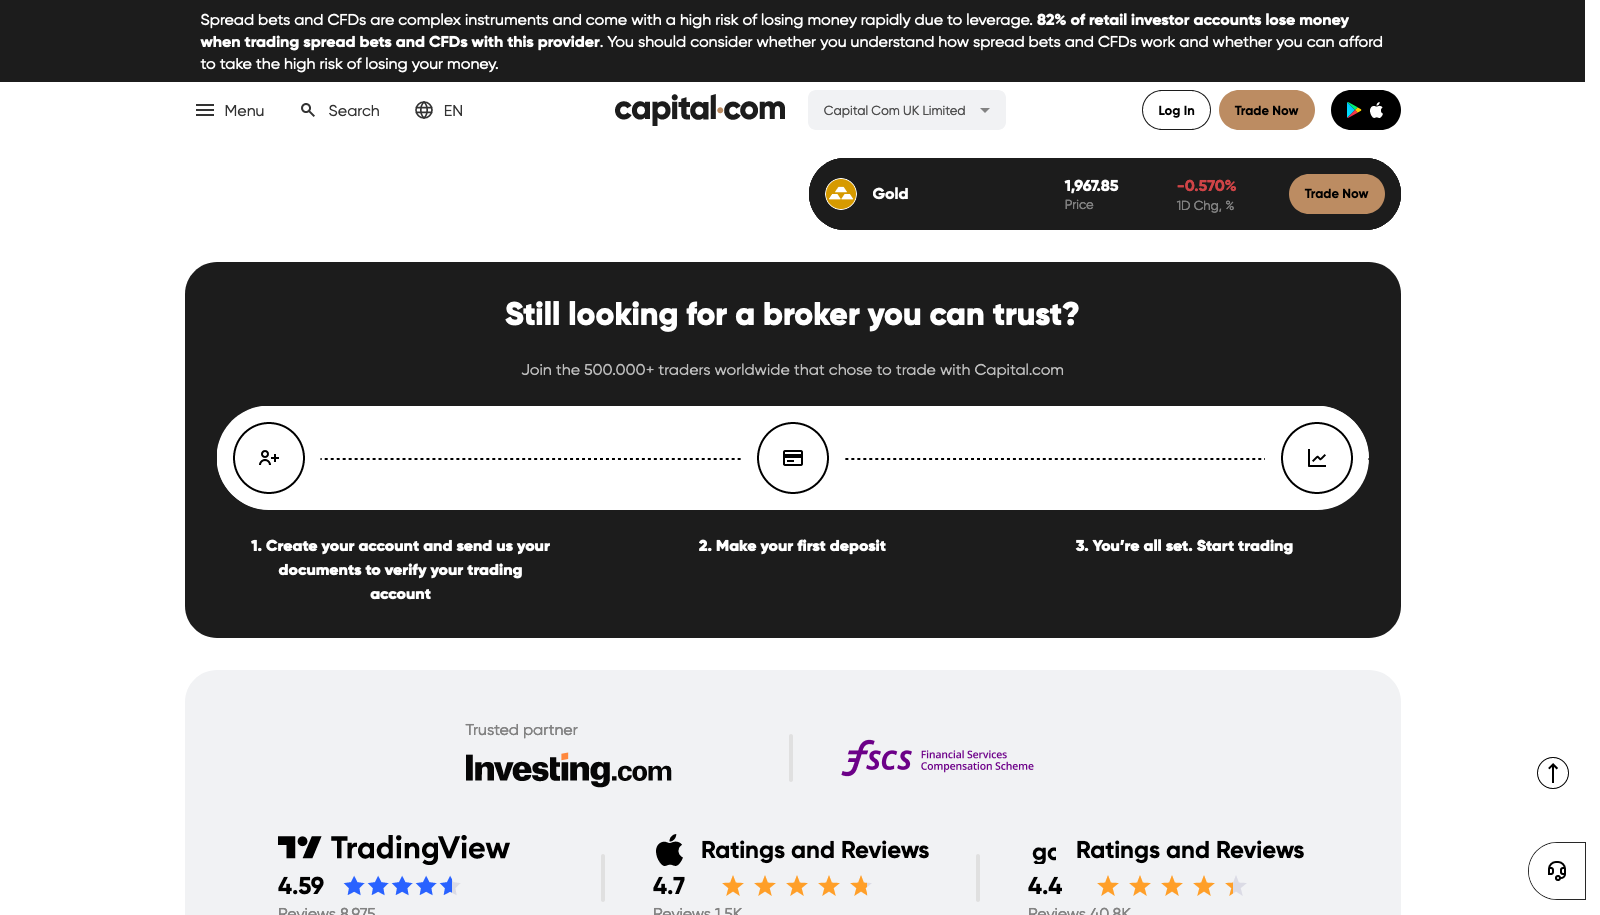 Spread bets and CFDs are complex instruments and come with a high risk of losing money rapidly due to leverage. 82% of retail investor accounts lose money
when trading spread bets and CFDs with this provider. You should consider whether you understand how spread bets and CFDs work and whether you can afford
to take the high risk of losing your money.
Menu Search EN capital.com Capital Com UK Limited Log In Trade Now
Gold 1,967.85 -0.570% Trade Now
Price 1D Chg, %
Still looking for a broker you can trust?
Join the 500.000+ traders worldwide that chose to trade with Capital.com
1. Create your account and send us your
documents to verify your trading
account
2. Make your first deposit
3. You're all set. Start trading
Trusted partner
Investing.com
fscs Financial Services
Compensation Scheme
TradingView
4.59
Reviews 8,975
Ratings and Reviews
4.7
Reviews 1.5K
Ratings and Reviews
4.4
Reviews 40.8K